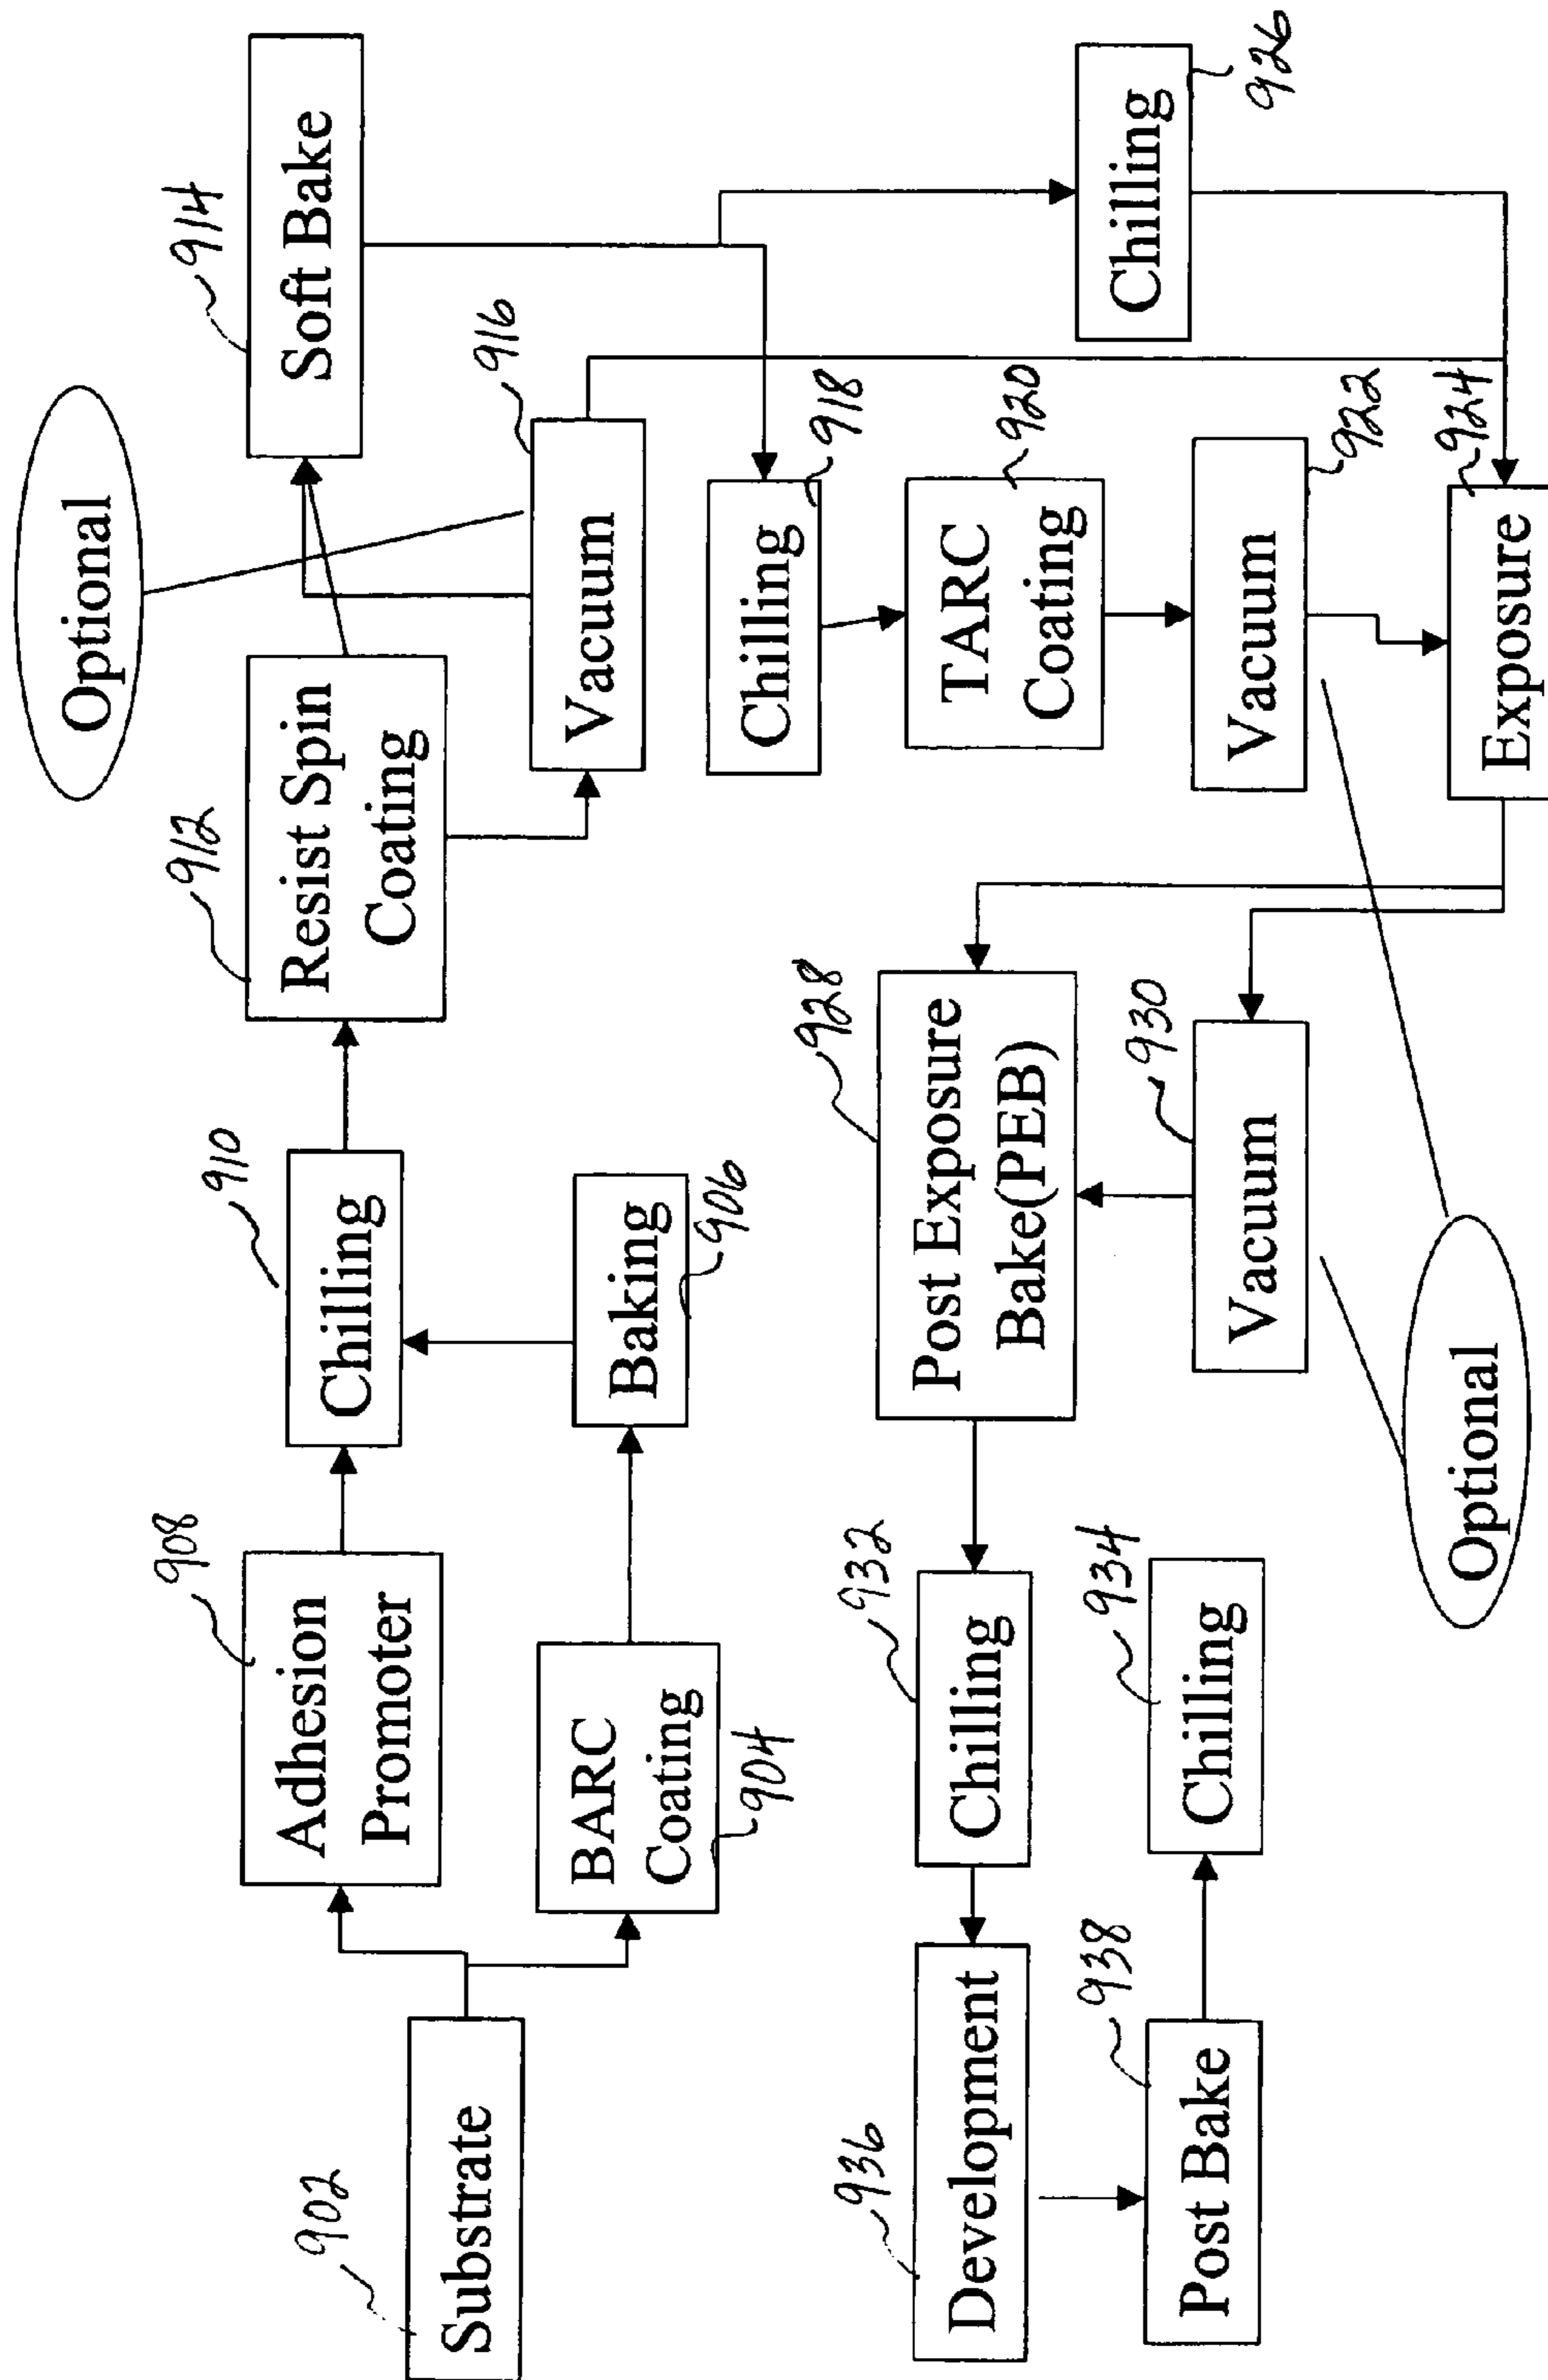 Optional
914
Soft Bake
912
Resist Spin
Coating
916
Vacuum
910
Chilling
906
Baking
908
Adhesion
Promoter
BARC
Coating
904
902
Substrate
Chilling
918
TARC
Coating
920
Vacuum
922
Chilling
926
924
Exposure
928
Post Exposure
Bake(PEB)
930
Vacuum
932
Chilling
936
Development
938
Post Bake
934
Chilling
Optional